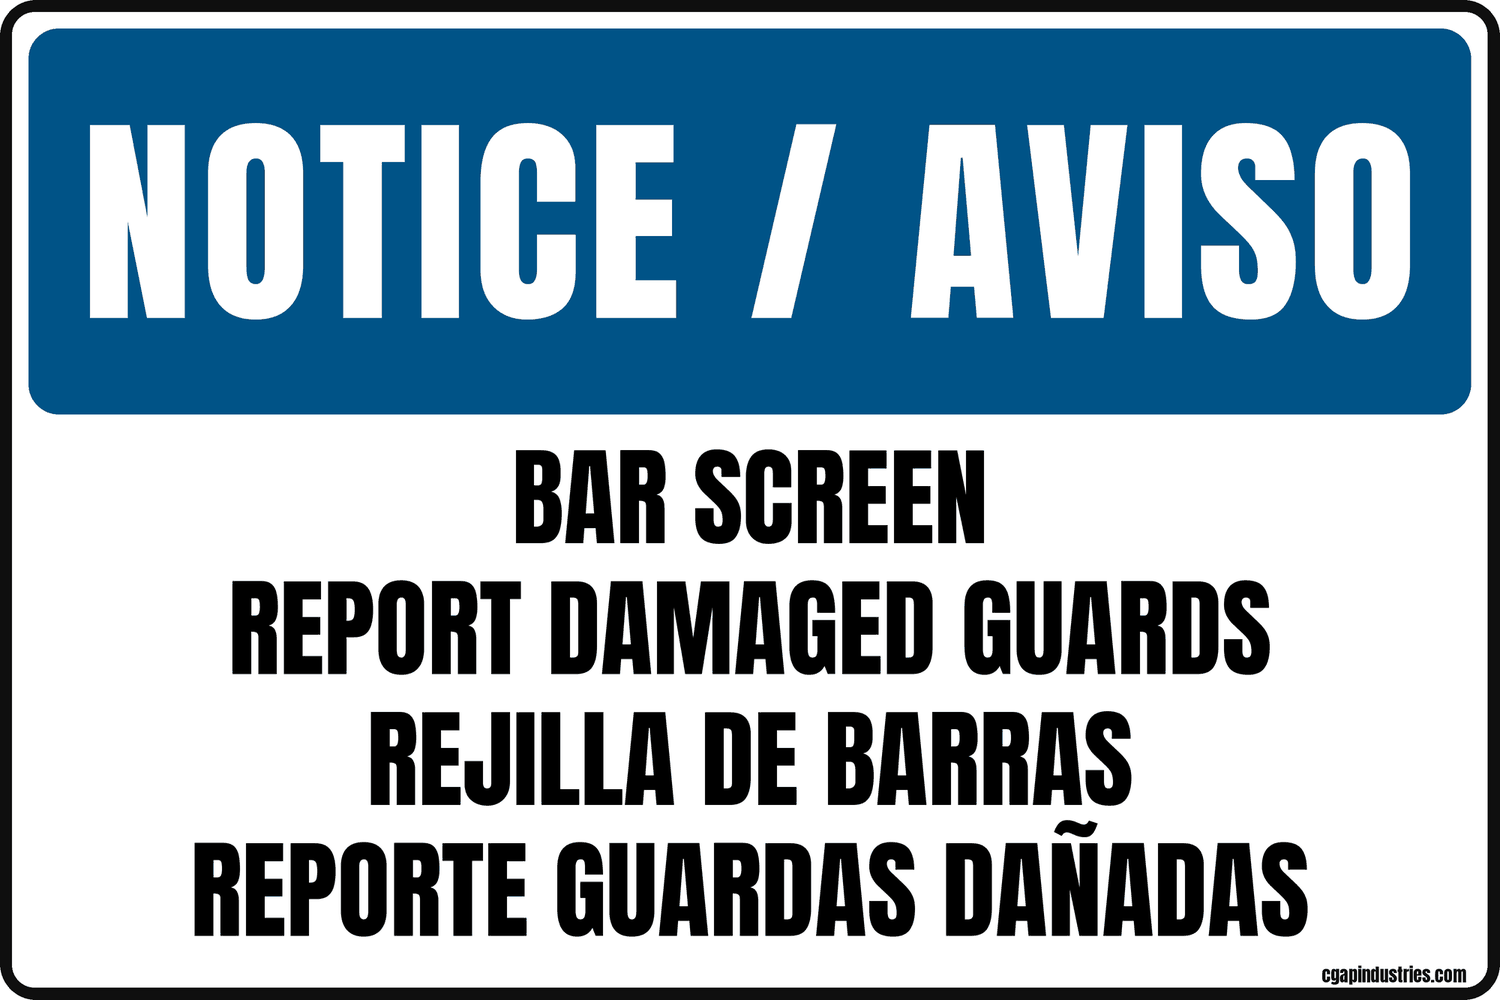 NOTICE / AVISO
BAR SCREEN
REPORT DAMAGED GUARDS
REJILLA DE BARRAS
REPORTE GUARDAS DAÑADAS
cgapindustries.com